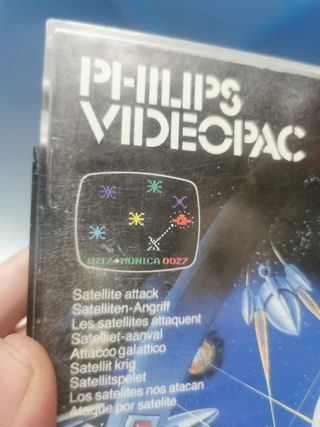 PHILIPS
VIDEOPAC
0217 MONICA 0027
Satellite attack
Satelliten-Angriff
Les satellites attaquent
Satelliet-aanval
Attacco galattico
Satellit krig
Satellitspelet
Los satelites nos atacan
Ataque por satelite